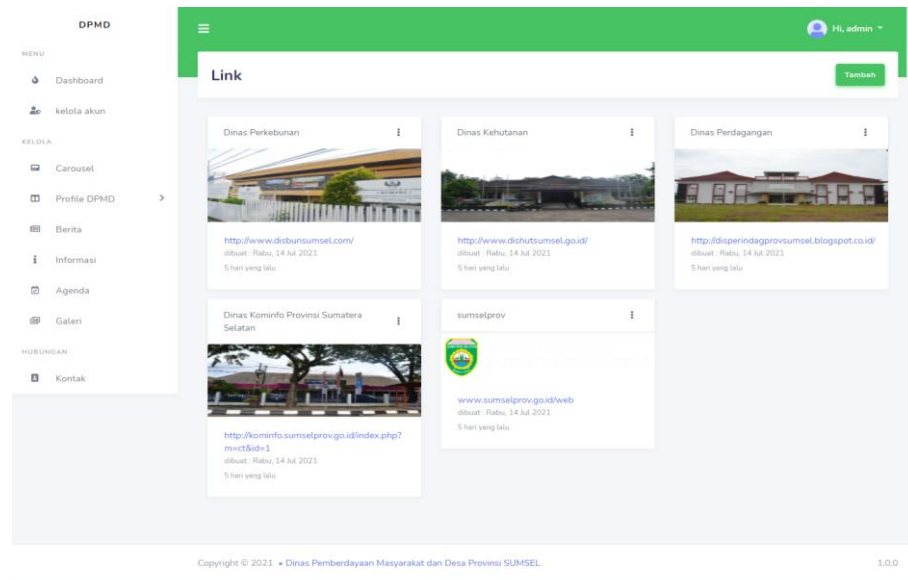 DPMD
Hi, admin
MENU
Dashboard
kelola akun
KELOLA
Carousel
Profile DPMD
Berita
Informasi
Agenda
Galeri
HUBUNGAN
Kontak
Link
Tambah
Dinas Perkebunan
http://www.disbunsumsel.com/
dibuat : Rabu, 14 Jul 2021
5 hari yang lalu
Dinas Kehutanan
http://www.dishutsumsel.go.id/
dibuat : Rabu, 14 Jul 2021
5 hari yang lalu
Dinas Perdagangan
http://disperindagprovsumsel.blogspot.co.id/
dibuat : Rabu, 14 Jul 2021
5 hari yang lalu
Dinas Kominfo Provinsi Sumatera
Selatan
http://kominfo.sumselprov.go.id/index.php?
m=ct&id=1
dibuat : Rabu, 14 Jul 2021
5 hari yang lalu
sumselprov
www.sumselprov.go.id/web
dibuat : Rabu, 14 Jul 2021
5 hari yang lalu
Copyright © 2021 • Dinas Pemberdayaan Masyarakat dan Desa Provinsi SUMSEL
1.0.0